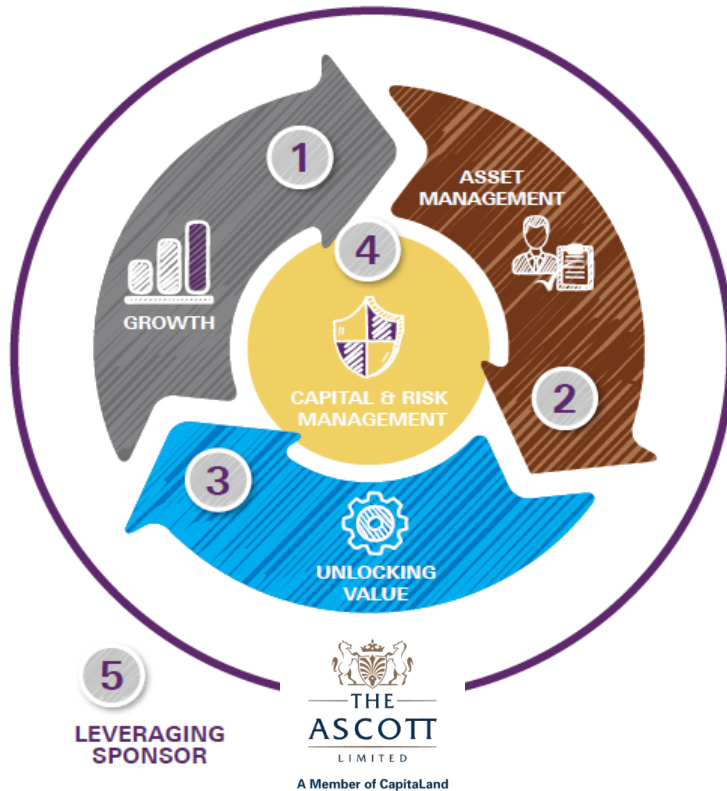 1
GROWTH
ASSET
MANAGEMENT
2
3
UNLOCKING
VALUE
4
CAPITAL & RISK
MANAGEMENT
5
LEVERAGING
SPONSOR
THE
ASCOTT
LIMITED
A Member of CapitaLand